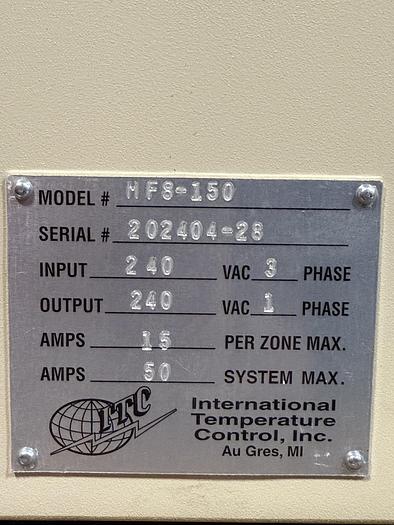 MODEL # MF8-150
SERIAL # 202404-28
INPUT 240 VAC 3 PHASE
OUTPUT 240 VAC 1 PHASE
AMPS 15 PER ZONE MAX.
AMPS 50 SYSTEM MAX.
ITC
International
Temperature
Control, Inc.
Au Gres, MI